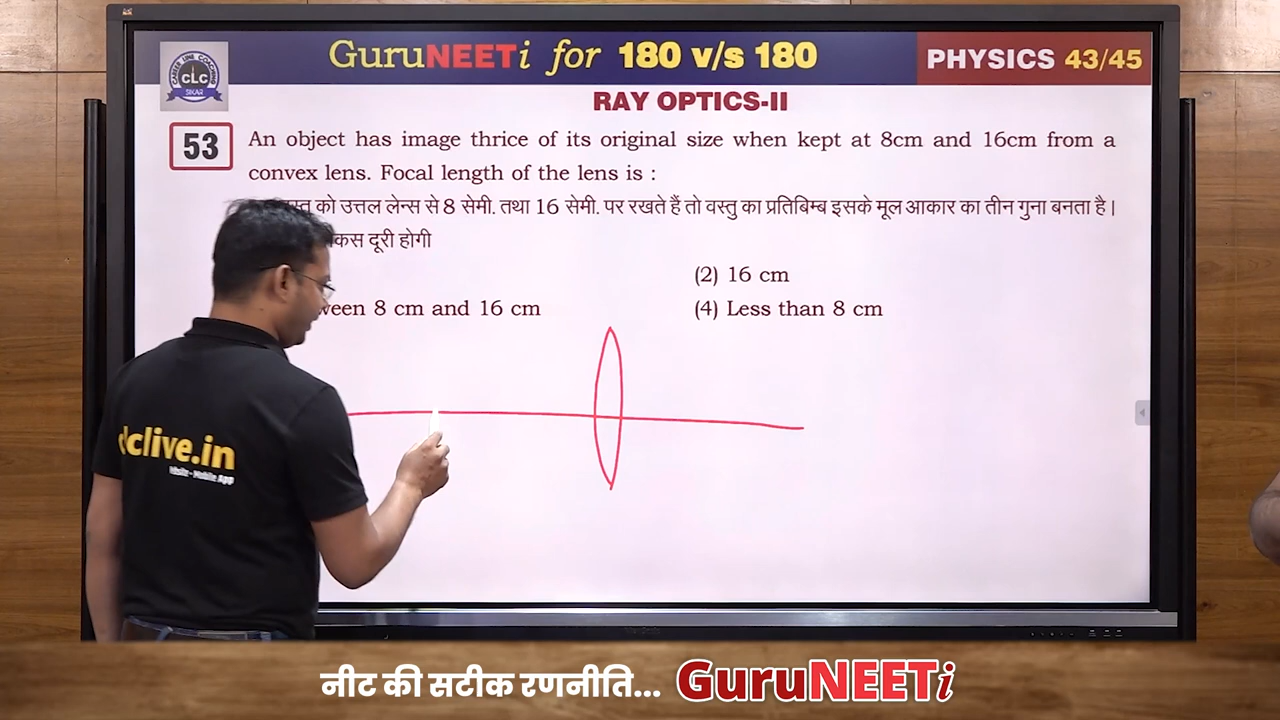 GuruNEETi for 180 v/s 180
PHYSICS 43/45
CLC
SIKAR
RAY OPTICS-II
53
An object has image thrice of its original size when kept at 8cm and 16cm from a
convex lens. Focal length of the lens is :
को उत्तल लेन्स से 8 सेमी. तथा 16 सेमी. पर रखते हैं तो वस्तु का प्रतिबिम्ब इसके मूल आकार का तीन गुना बनता है।
दूरी होगी
(2) 16 cm
8 cm and 16 cm
(4) Less than 8 cm
clclive.in
नीट की सटीक रणनीति... GuruNEETi